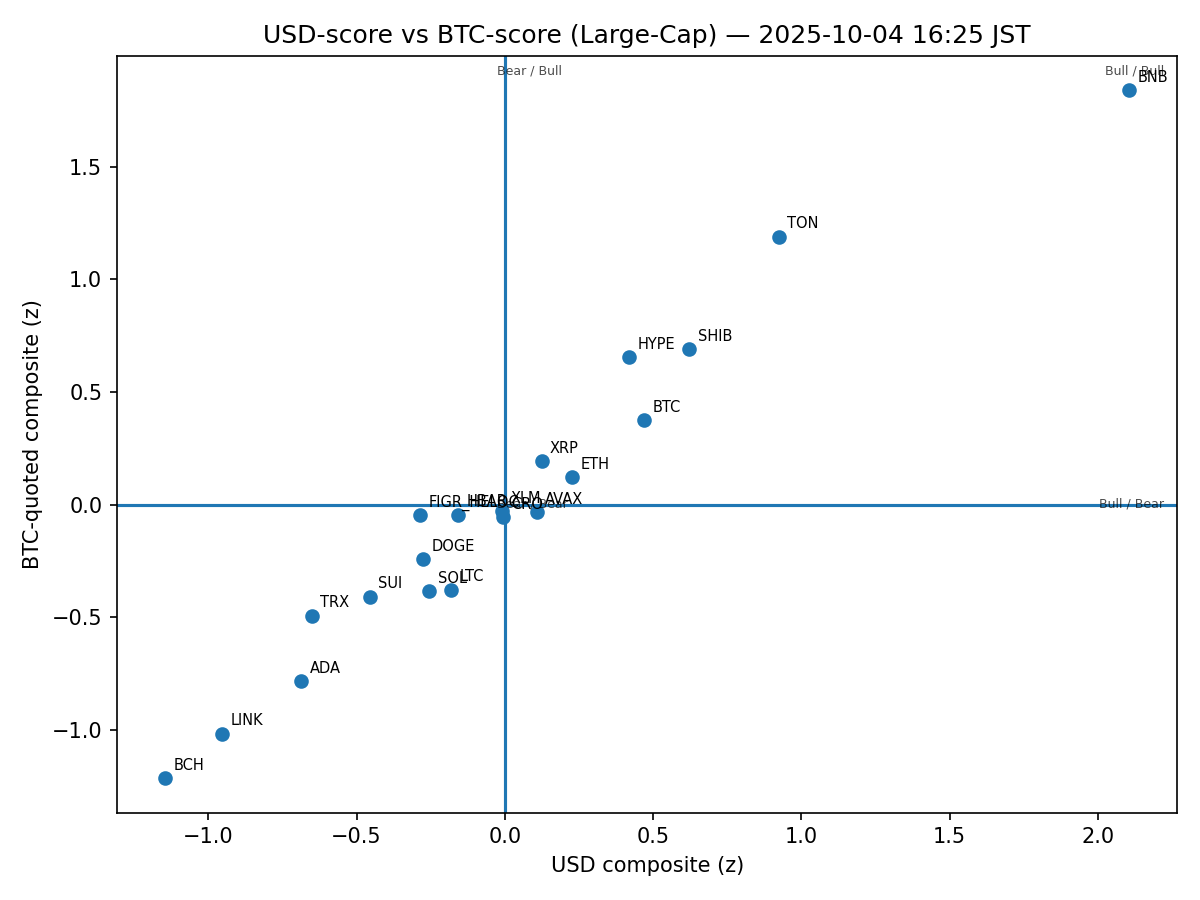 USD-score vs BTC-score (Large-Cap) — 2025-10-04 16:25 JST
Bear / Bull
Bull / Bull
BNB
1.5
TON
1.0
SHIB
HYPE
0.5
BTC
XRP
ETH
0.0
FIGR_HELOC
HBAR
CRO
XLM
AVAX
Bull / Bear
DOGE
SOL
LTC
SUI
−0.5
TRX
ADA
−1.0
LINK
BCH
−1.0
−0.5
0.0
0.5
1.0
1.5
2.0
USD composite (z)
BTC-quoted composite (z)